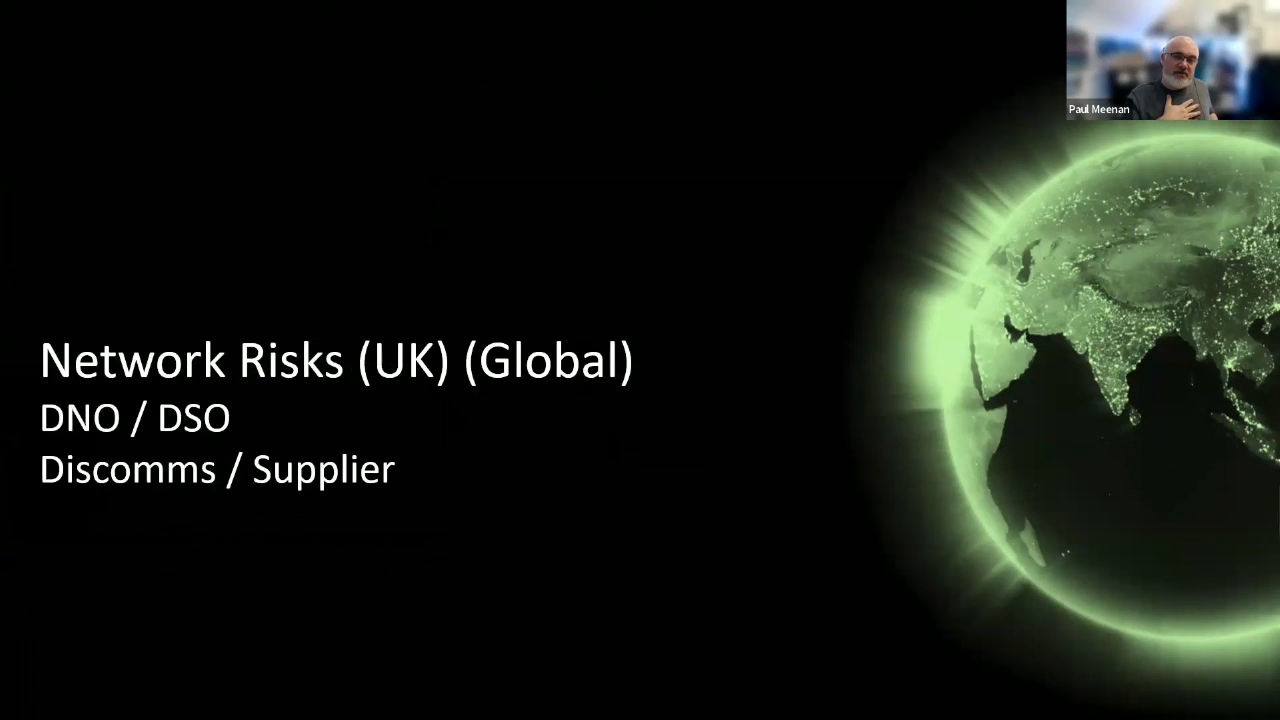 Paul Meenan
Network Risks (UK) (Global)
DNO / DSO
Discomms / Supplier